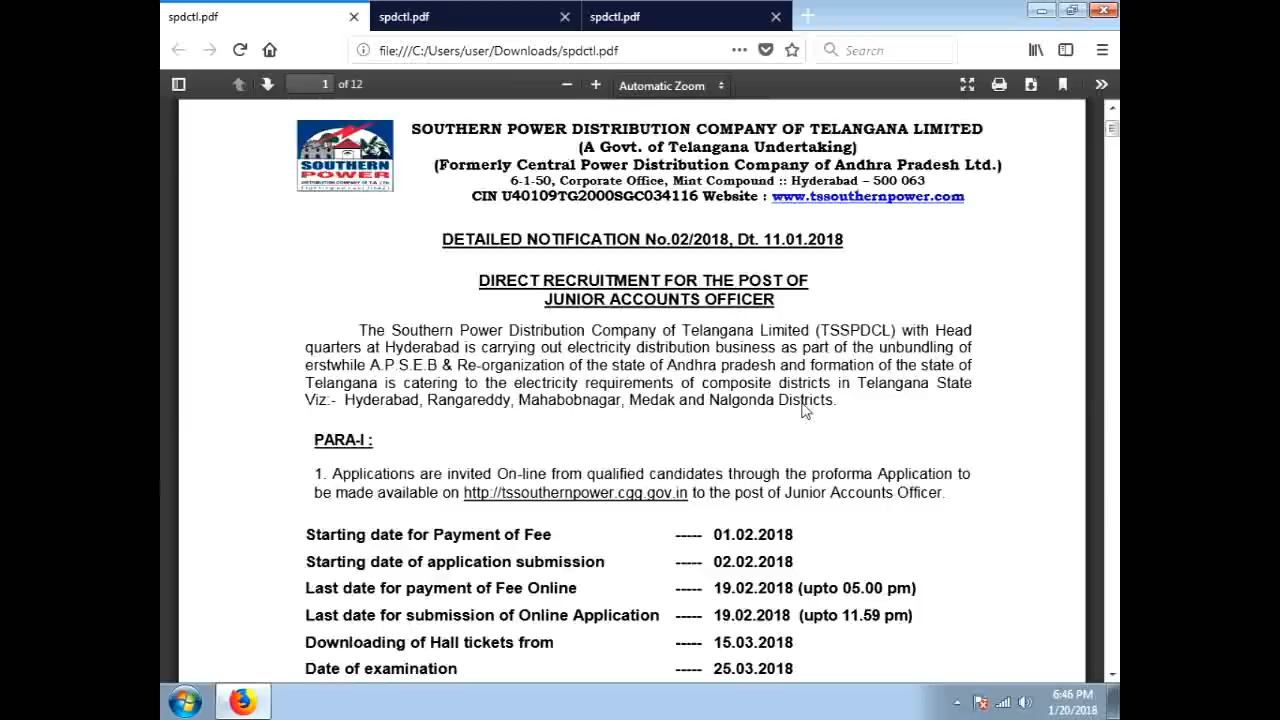 spdctl.pdf
spdctl.pdf
spdctl.pdf
file:///C:/Users/user/Downloads/spdctl.pdf
Search
1 of 12
Automatic Zoom
SOUTHERN
POWER
SOUTHERN POWER DISTRIBUTION COMPANY OF TELANGANA LIMITED
(A Govt. of Telangana Undertaking)
(Formerly Central Power Distribution Company of Andhra Pradesh Ltd.)
6-1-50, Corporate Office, Mint Compound :: Hyderabad – 500 063
CIN U40109TG2000SGC034116 Website : www.tssouthernpower.com
DETAILED NOTIFICATION No.02/2018, Dt. 11.01.2018
DIRECT RECRUITMENT FOR THE POST OF
JUNIOR ACCOUNTS OFFICER
The Southern Power Distribution Company of Telangana Limited (TSSPDCL) with Head
quarters at Hyderabad is carrying out electricity distribution business as part of the unbundling of
erstwhile A.P.S.E.B & Re-organization of the state of Andhra pradesh and formation of the state of
Telangana is catering to the electricity requirements of composite districts in Telangana State
Viz:- Hyderabad, Rangareddy, Mahabobnagar, Medak and Nalgonda Districts.
PARA-I :
1. Applications are invited On-line from qualified candidates through the proforma Application to
be made available on http://tssouthernpower.cgg.gov.in to the post of Junior Accounts Officer.
Starting date for Payment of Fee ----- 01.02.2018
Starting date of application submission ----- 02.02.2018
Last date for payment of Fee Online ----- 19.02.2018 (upto 05.00 pm)
Last date for submission of Online Application ----- 19.02.2018 (upto 11.59 pm)
Downloading of Hall tickets from ----- 15.03.2018
Date of examination ----- 25.03.2018
6:46 PM
1/20/2018